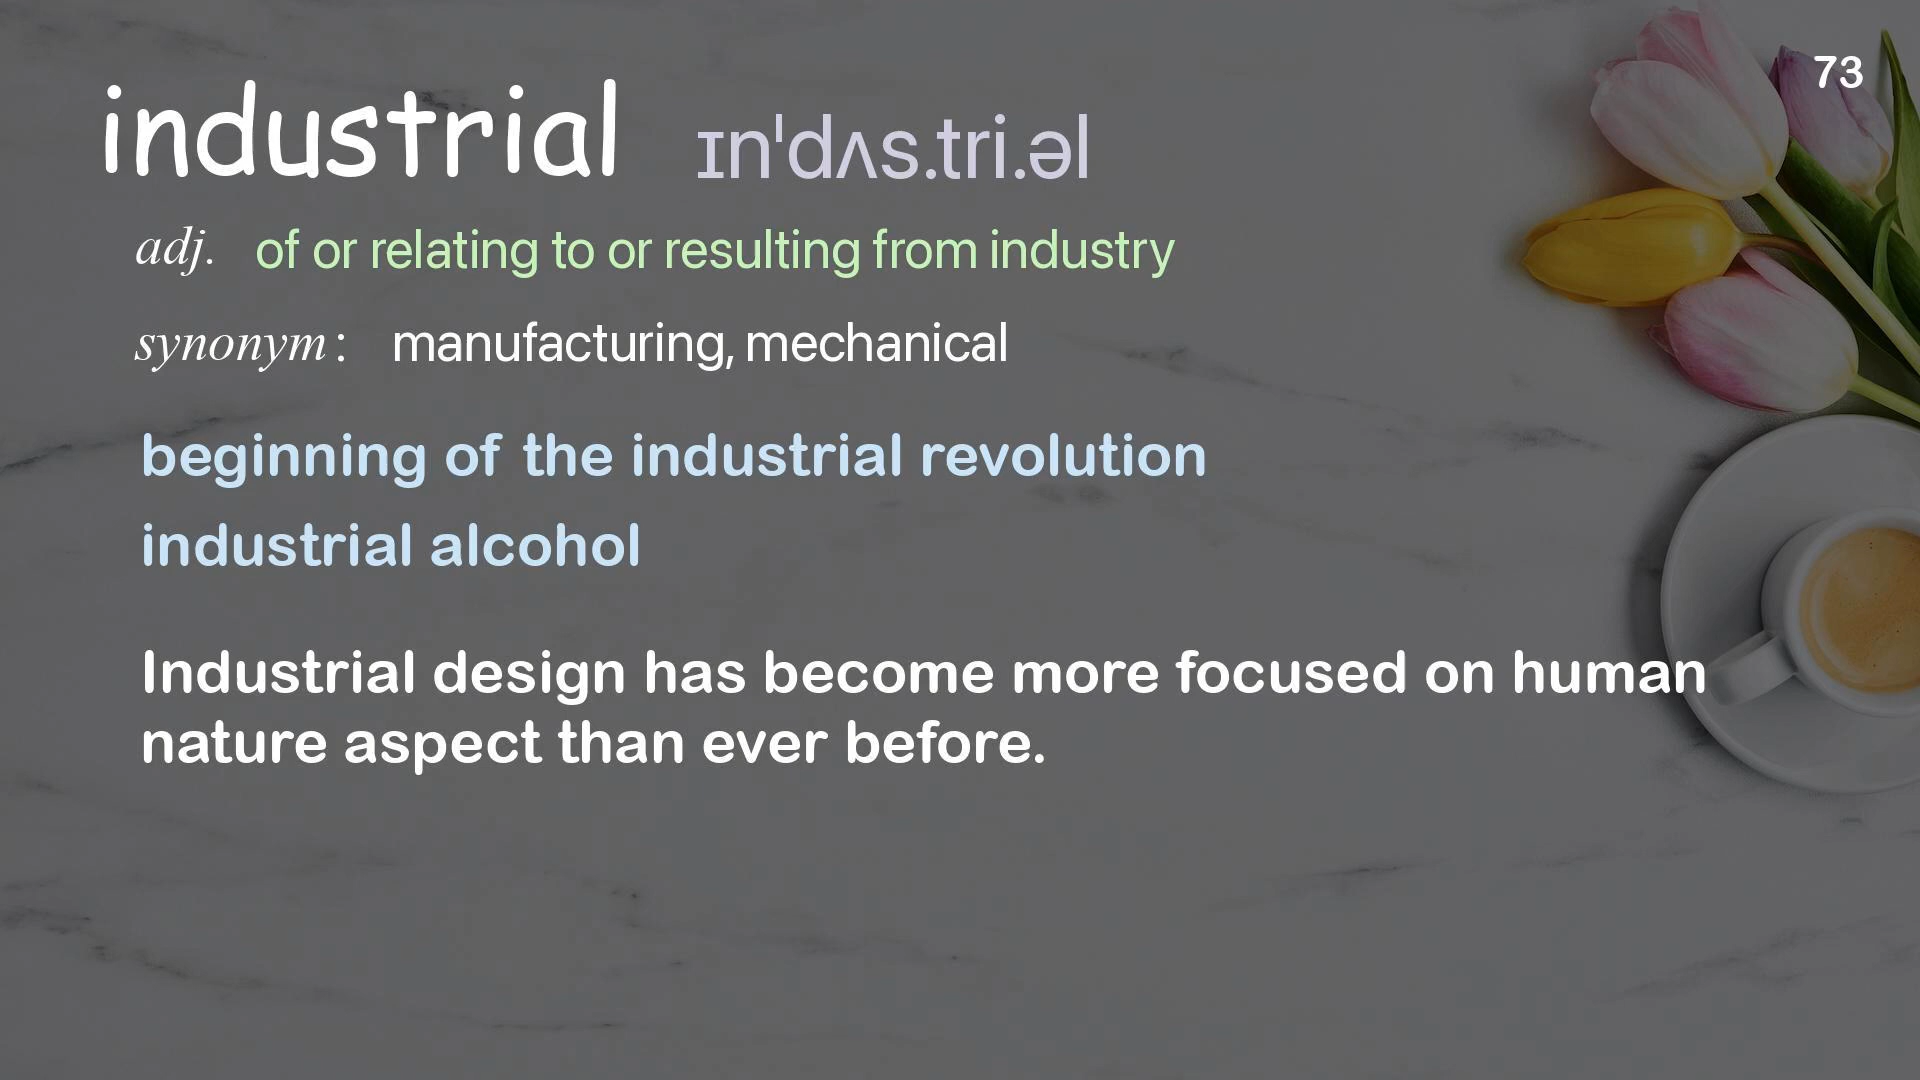 73
industrial ɪnˈdʌs.tri.əl
adj. of or relating to or resulting from industry
synonym : manufacturing, mechanical
beginning of the industrial revolution
industrial alcohol
Industrial design has become more focused on human
nature aspect than ever before.